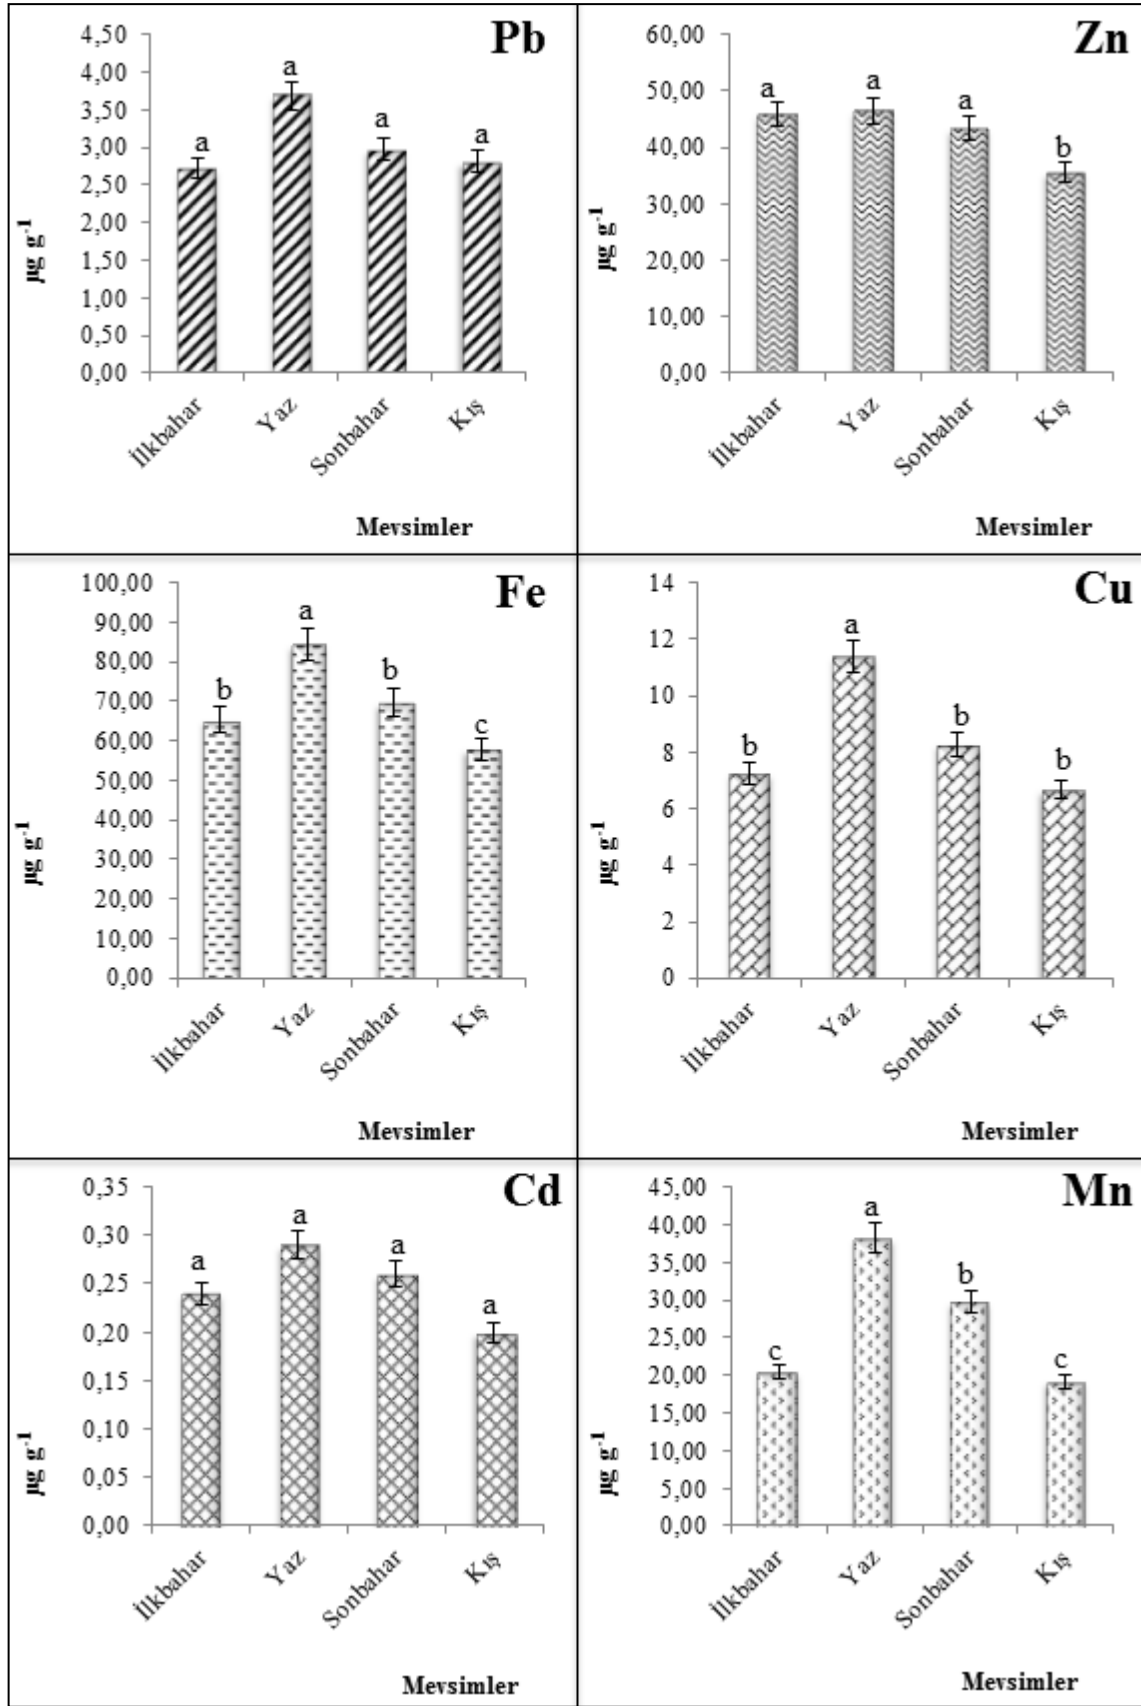 Pb
4,50
4,00
3,50
3,00
2,50
2,00
1,50
1,00
0,50
0,00
µg g-1
a
a
a
a
İlkbahar
Yaz
Sonbahar
Kış
Mevsimler
Zn
60,00
50,00
40,00
30,00
20,00
10,00
0,00
µg g-1
a
a
a
b
İlkbahar
Yaz
Sonbahar
Kış
Mevsimler
Fe
100,00
90,00
80,00
70,00
60,00
50,00
40,00
30,00
20,00
10,00
0,00
µg g-1
b
a
b
c
İlkbahar
Yaz
Sonbahar
Kış
Mevsimler
Cu
14
12
10
8
6
4
2
0
µg g-1
b
a
b
b
İlkbahar
Yaz
Sonbahar
Kış
Mevsimler
Cd
0,35
0,30
0,25
0,20
0,15
0,10
0,05
0,00
µg g-1
a
a
a
a
İlkbahar
Yaz
Sonbahar
Kış
Mevsimler
Mn
45,00
40,00
35,00
30,00
25,00
20,00
15,00
10,00
5,00
0,00
µg g-1
c
a
b
c
İlkbahar
Yaz
Sonbahar
Kış
Mevsimler